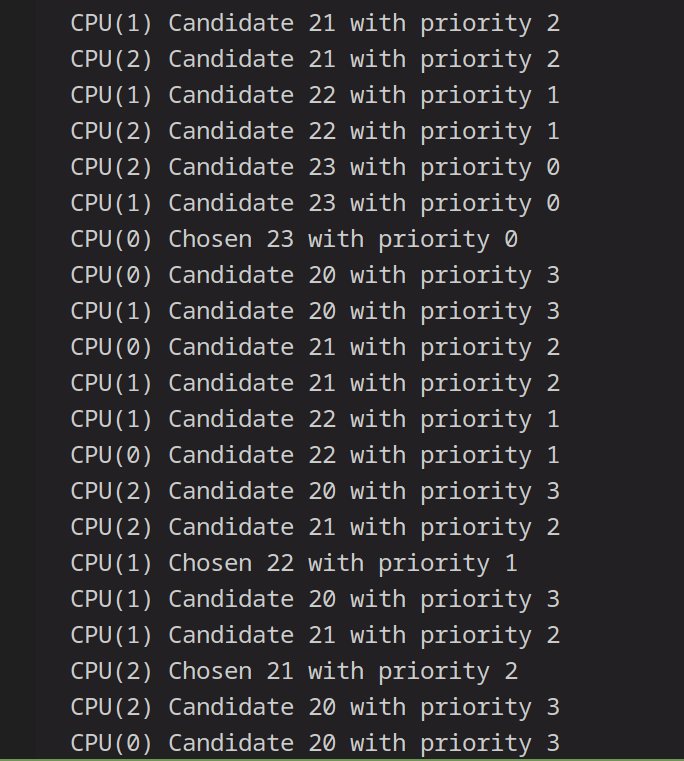 CPU(1) Candidate 21 with priority 2
CPU(2) Candidate 21 with priority 2
CPU(1) Candidate 22 with priority 1
CPU(2) Candidate 22 with priority 1
CPU(2) Candidate 23 with priority 0
CPU(1) Candidate 23 with priority 0
CPU(0) Chosen 23 with priority 0
CPU(0) Candidate 20 with priority 3
CPU(1) Candidate 20 with priority 3
CPU(0) Candidate 21 with priority 2
CPU(1) Candidate 21 with priority 2
CPU(1) Candidate 22 with priority 1
CPU(0) Candidate 22 with priority 1
CPU(2) Candidate 20 with priority 3
CPU(2) Candidate 21 with priority 2
CPU(1) Chosen 22 with priority 1
CPU(1) Candidate 20 with priority 3
CPU(1) Candidate 21 with priority 2
CPU(2) Chosen 21 with priority 2
CPU(2) Candidate 20 with priority 3
CPU(0) Candidate 20 with priority 3